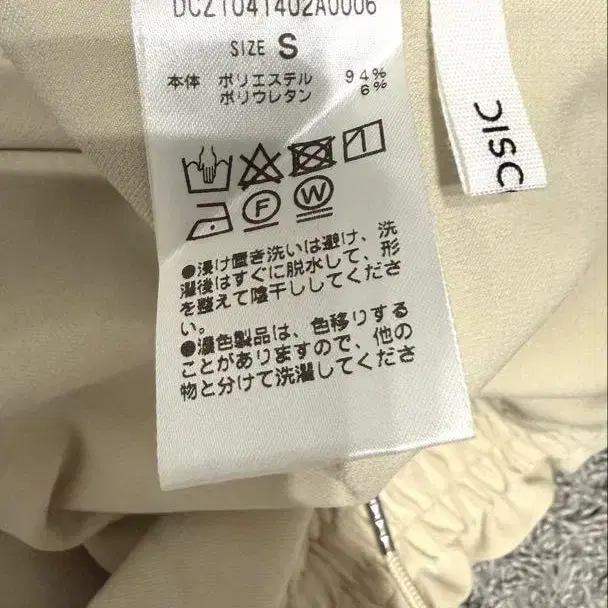 DCZ1041402A0006
SIZE S
本体 ポリエステル 94%
ポリウレタン 6%
F W
●浸け置き洗いは避け、洗
濯後はすぐに脱水して、形
を整えて陰干ししてくださ
い。
●濃色製品は、色移りする
ことがありますので、他の
物と分けて洗濯してくださ
DISC